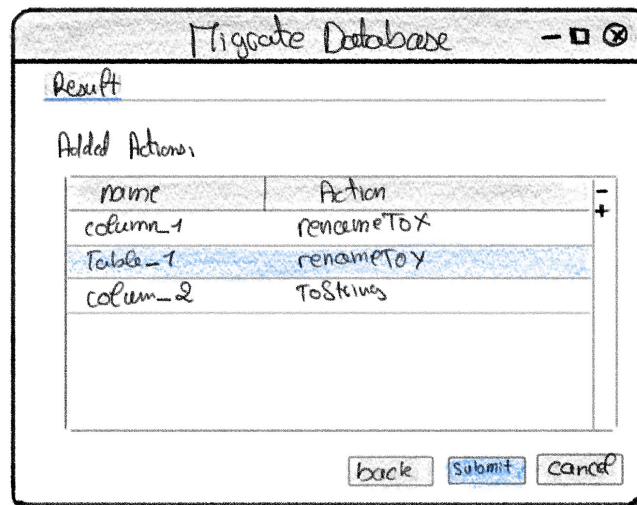 Migrate Database
Result
Added Actions:
name Action
column_1 renameToX
Table_1 renameToY
colum_2 ToString
back submit cancel